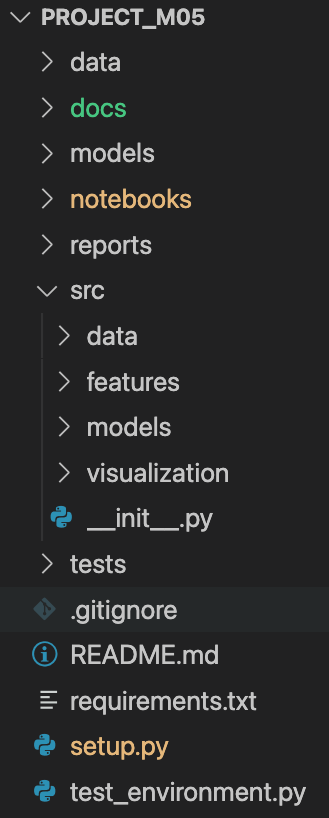 PROJECT_M05
data
docs
models
notebooks
reports
src
data
features
models
visualization
__init__.py
tests
.gitignore
README.md
requirements.txt
setup.py
test_environment.py